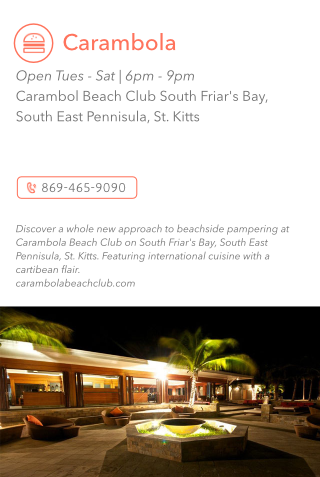 Carambola
Open Tues - Sat | 6pm - 9pm
Carambol Beach Club South Friar's Bay,
South East Pennisula, St. Kitts
869-465-9090
Discover a whole new approach to beachside pampering at
Carambola Beach Club on South Friar's Bay, South East
Pennisula, St. Kitts. Featuring international cuisine with a
cartibean flair.
carambolabeachclub.com